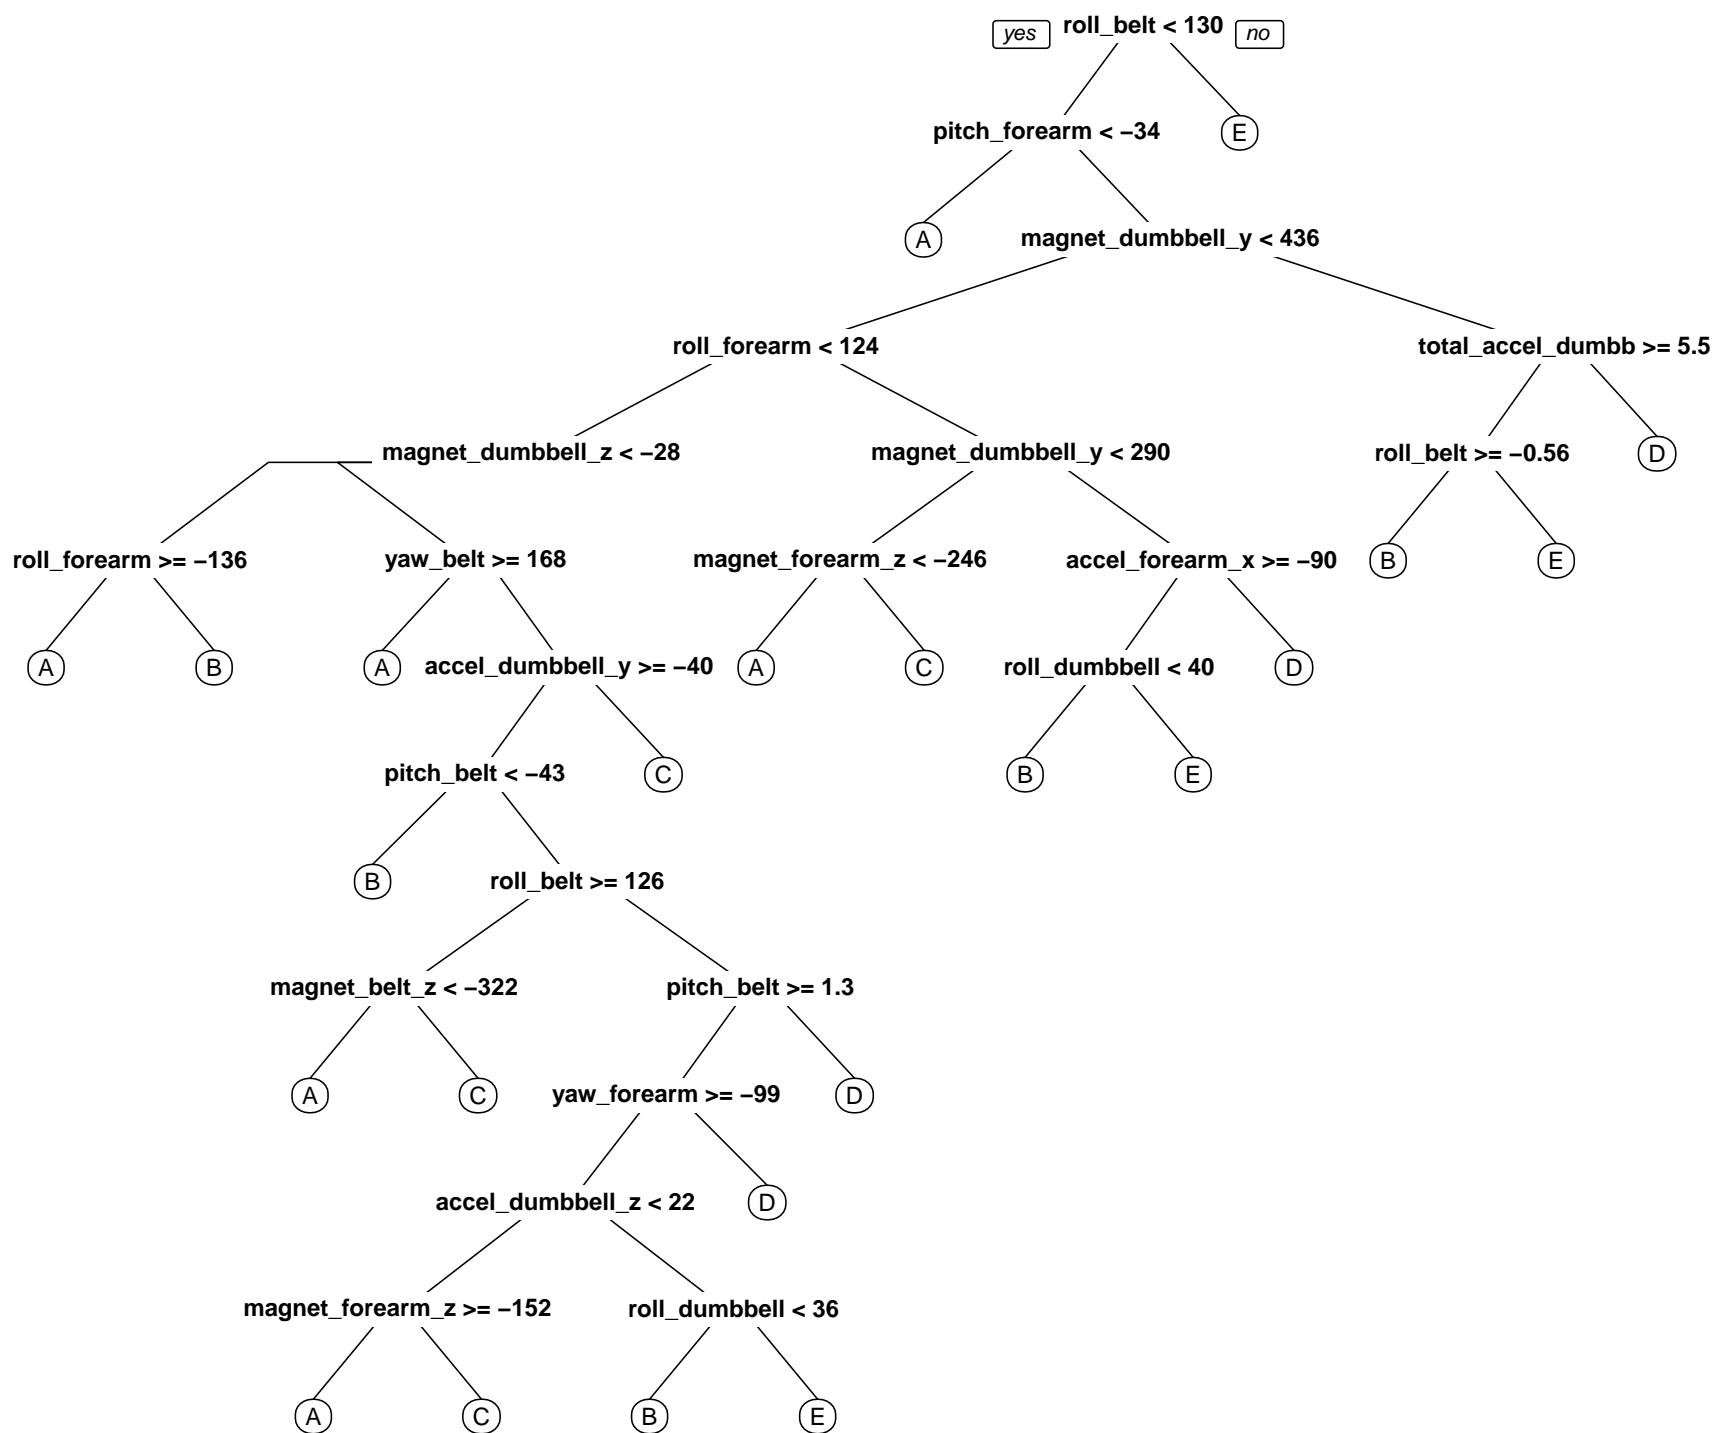 yes roll_belt < 130 no
pitch_forearm < −34 E
A magnet_dumbbell_y < 436
roll_forearm < 124 total_accel_dumbb >= 5.5
magnet_dumbbell_z < −28 magnet_dumbbell_y < 290 roll_belt >= −0.56 D
roll_forearm >= −136 yaw_belt >= 168 magnet_forearm_z < −246 accel_forearm_x >= −90 B E
A B A accel_dumbbell_y >= −40 A C roll_dumbbell < 40 D
pitch_belt < −43 C B E
B roll_belt >= 126
magnet_belt_z < −322 pitch_belt >= 1.3
A C yaw_forearm >= −99 D
accel_dumbbell_z < 22 D
magnet_forearm_z >= −152 roll_dumbbell < 36
A C B E